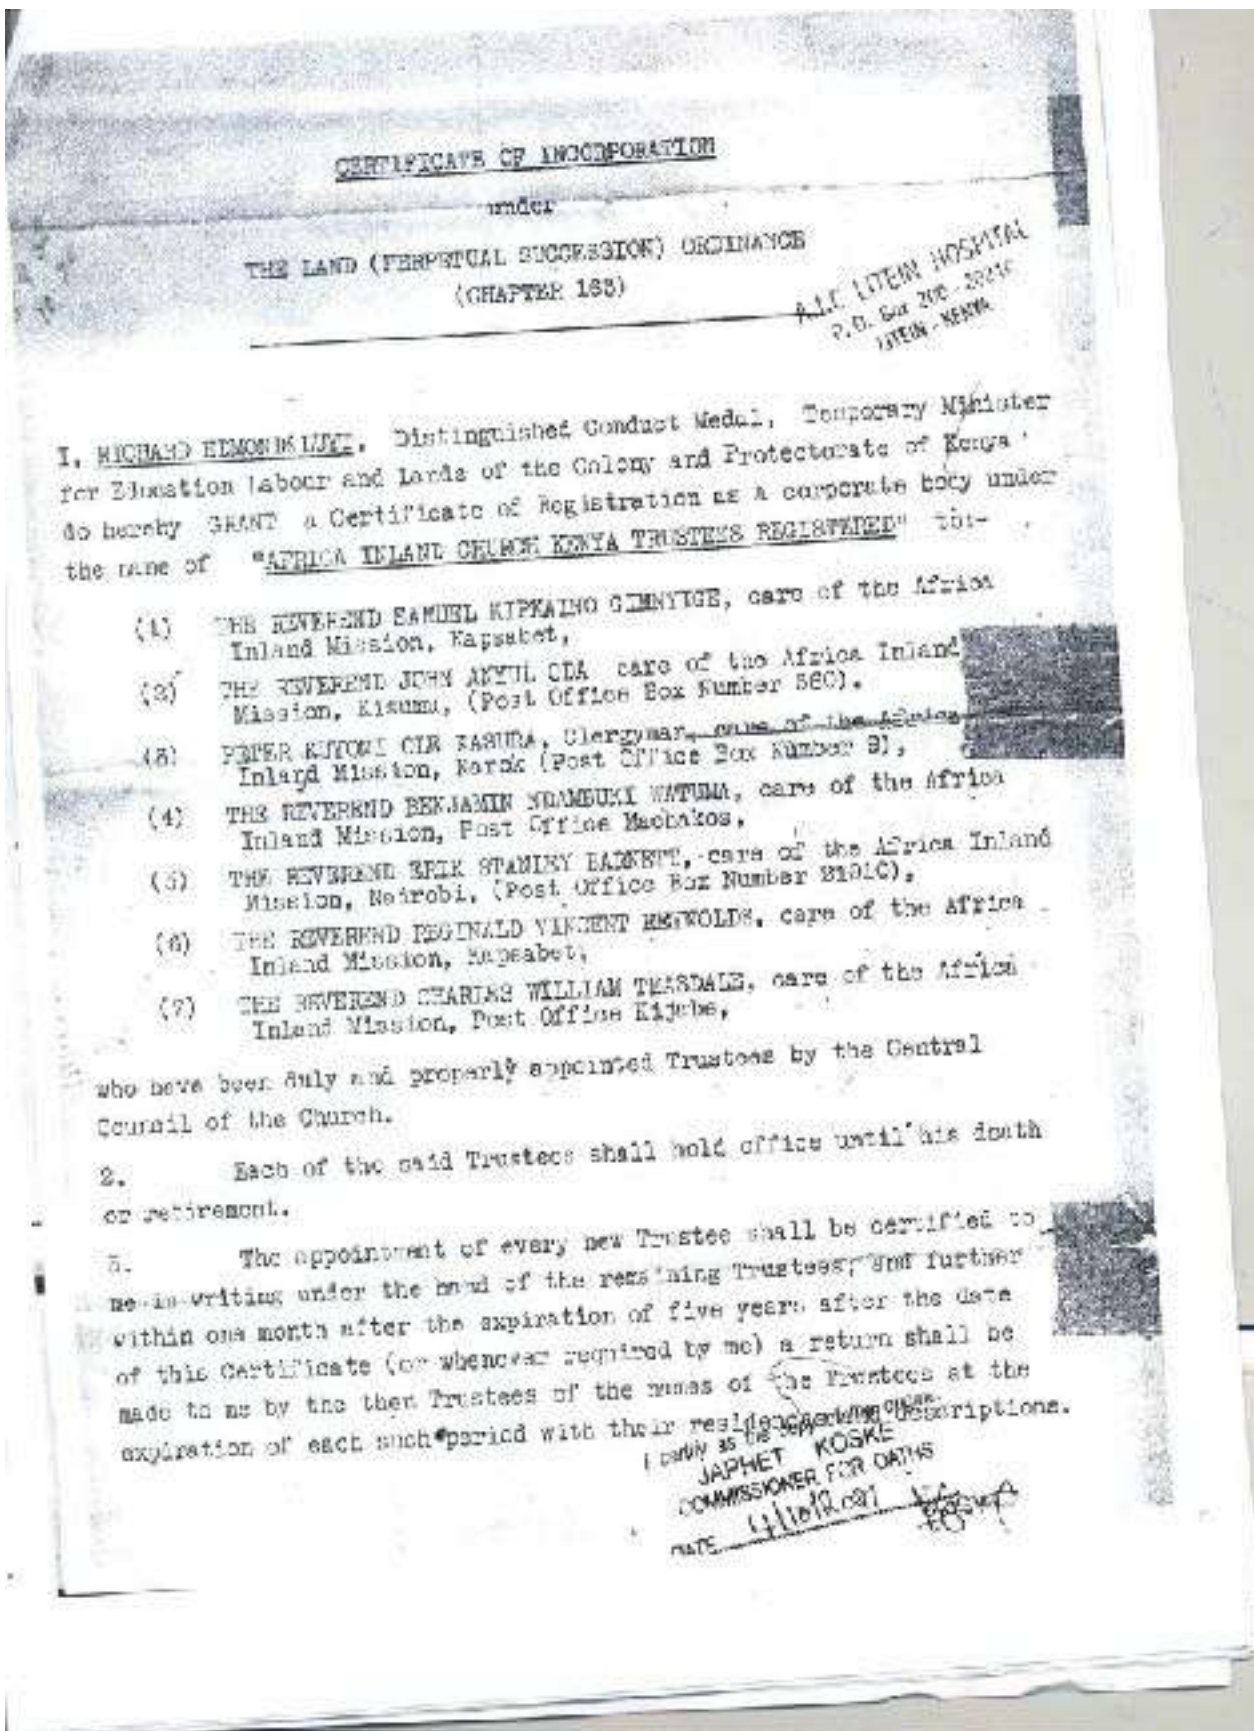 CERTIFICATE OF INCORPORATION
under
THE LAND (PERPETUAL SUCCESSION) ORDINANCE
(CHAPTER 163)
A.I.C LITEIN HOSPITAL
P.O. Box 200 - 20210
LITEIN - KENYA
I, RICHARD EDMONDS LUYT, Distinguished Conduct Medal, Temporary Minister
for Education Labour and Lands of the Colony and Protectorate of Kenya
do hereby GRANT a Certificate of Registration as a corporate body under
the name of "AFRICA INLAND CHURCH KENYA TRUSTEES REGISTERED" to:-
(1) THE REVEREND SAMUEL KIPKAINO care of the Africa
Inland Mission, Kapsabet,
(2) THE REVEREND JOHN ODA care of the Africa Inland
Mission, Kisumu, (Post Office Box Number 560).
(3) PETER OLE KASURA, Clergyman, care of the Africa
Inland Mission, Narok (Post Office Box Number 9),
(4) THE REVEREND BENJAMIN NDAMBUKI WATUMA, care of the Africa
Inland Mission, Post Office Machakos,
(5) THE REVEREND ERIK STANLEY BARNETT, care of the Africa Inland
Mission, Nairobi, (Post Office Box Number 21010),
(6) THE REVEREND REGINALD VINCENT REYNOLDS, care of the Africa
Inland Mission, Kapsabet,
(7) THE REVEREND CHARLES WILLIAM TEASDALE, care of the Africa
Inland Mission, Post Office Kijabe,
who have been duly and properly appointed Trustees by the Central
Council of the Church.
2. Each of the said Trustees shall hold office until his death
or retirement.
3. The appointment of every new Trustee shall be certified to
me in writing under the hand of the remaining Trustees, and further
within one month after the expiration of five years after the date
of this Certificate (or whenever required by me) a return shall be
made to me by the then Trustees of the names of the Trustees at the
expiration of each such period with their residences and descriptions.
I certify as the
JAPHET KOSKE
COMMISSIONER FOR OATHS
DATE